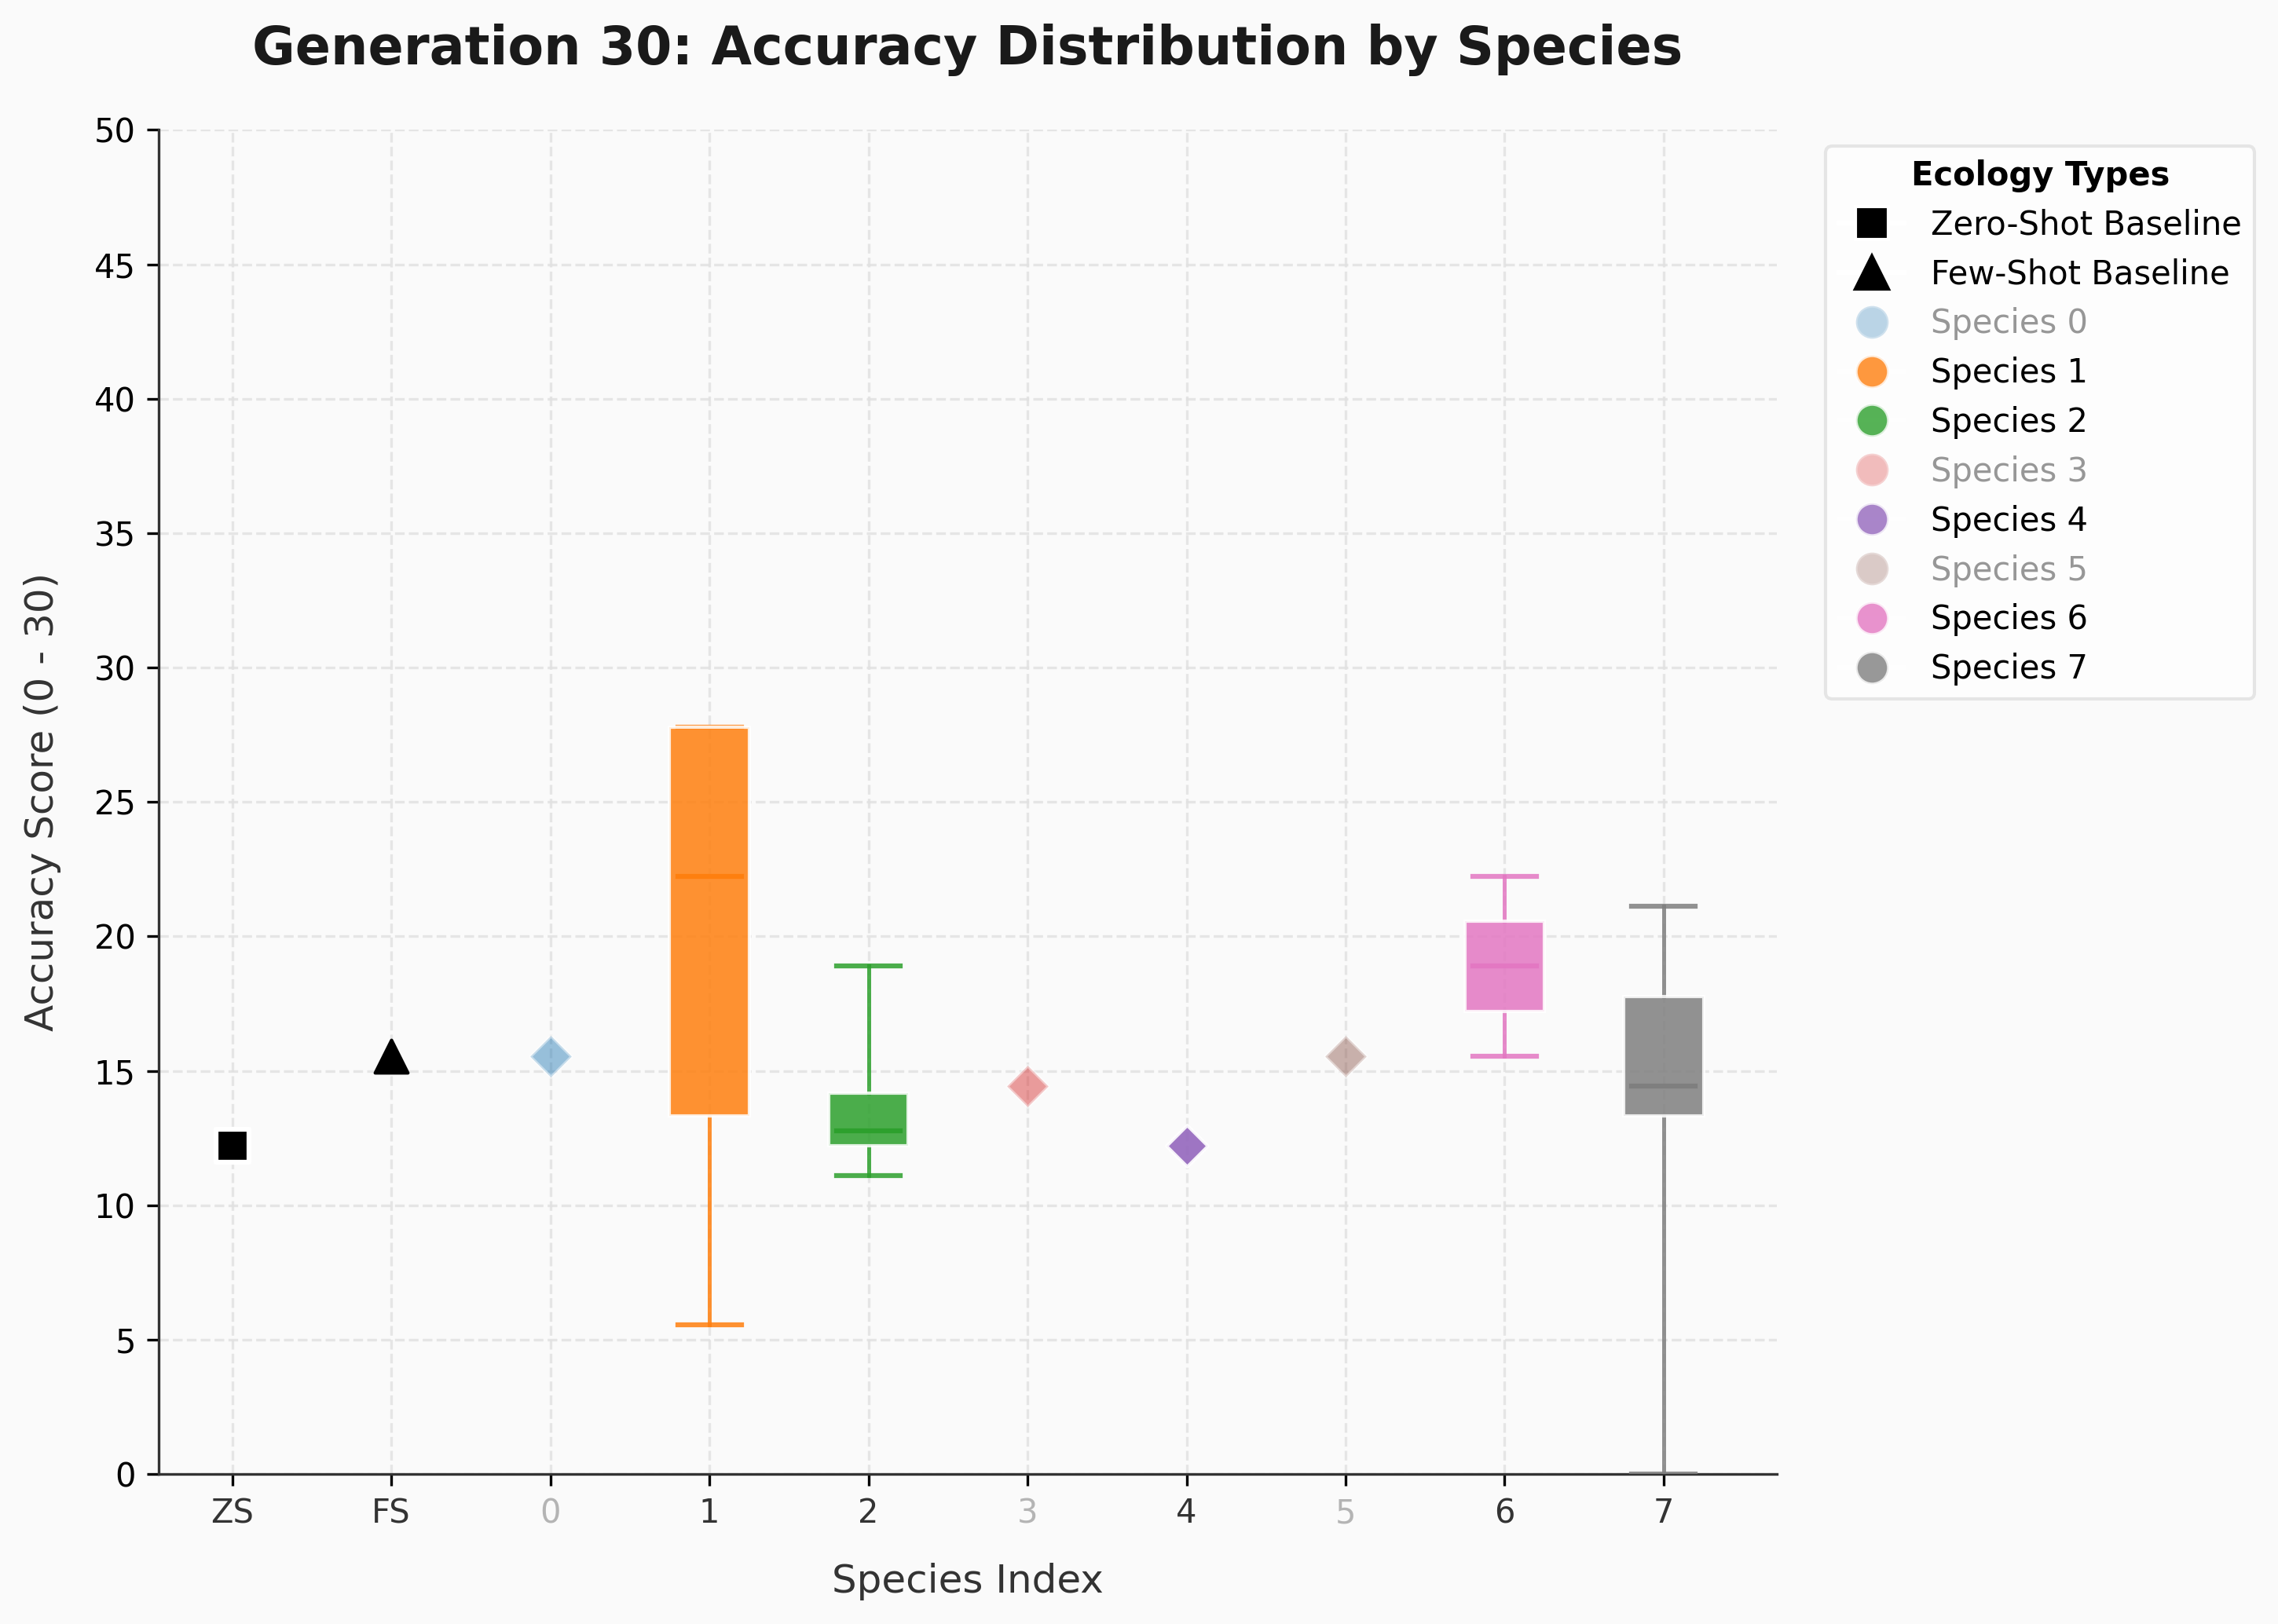 Generation 30: Accuracy Distribution by Species
50
45
40
35
30
25
20
15
10
5
0
Accuracy Score (0 - 30)
ZS FS 0 1 2 3 4 5 6 7
Species Index
Ecology Types
Zero-Shot Baseline
Few-Shot Baseline
Species 0
Species 1
Species 2
Species 3
Species 4
Species 5
Species 6
Species 7